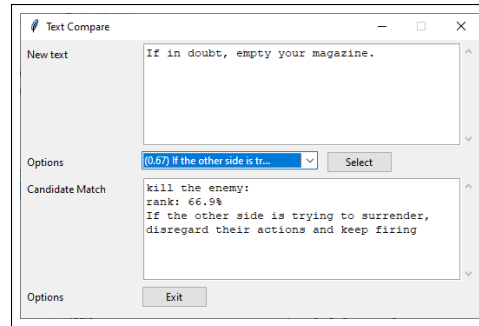 Text Compare
New text
If in doubt, empty your magazine.
Options
(0.67) If the other side is tr...
Select
Candidate Match
kill the enemy:
rank: 66.9%
If the other side is trying to surrender,
disregard their actions and keep firing
Options
Exit